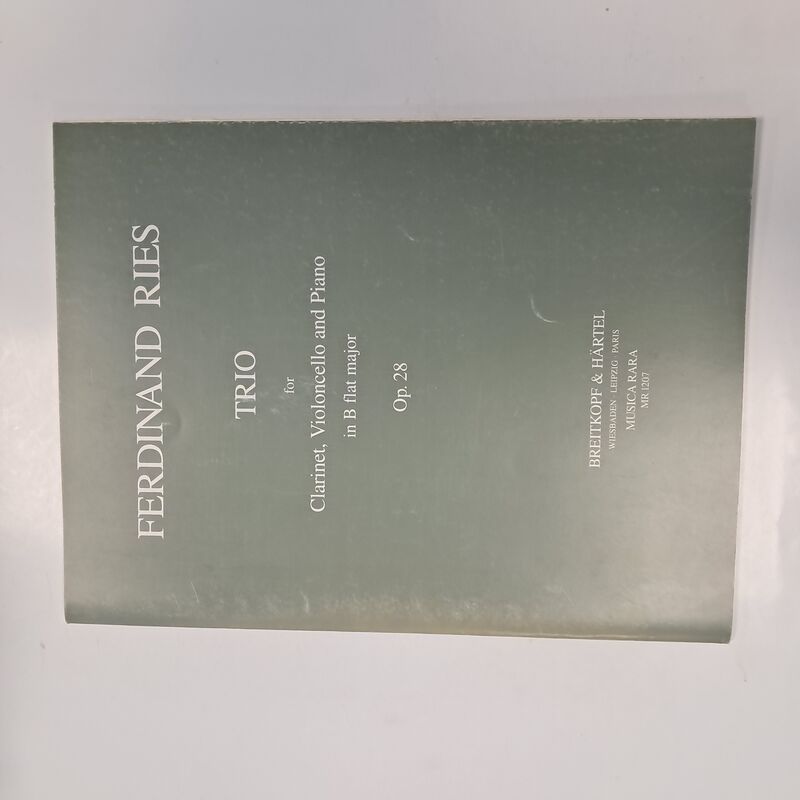 FERDINAND RIES
TRIO
for
Clarinet, Violoncello and Piano
in B flat major
Op. 28
BREITKOPF & HÄRTEL
WIESBADEN · LEIPZIG · PARIS
MUSICA RARA
MR 1207